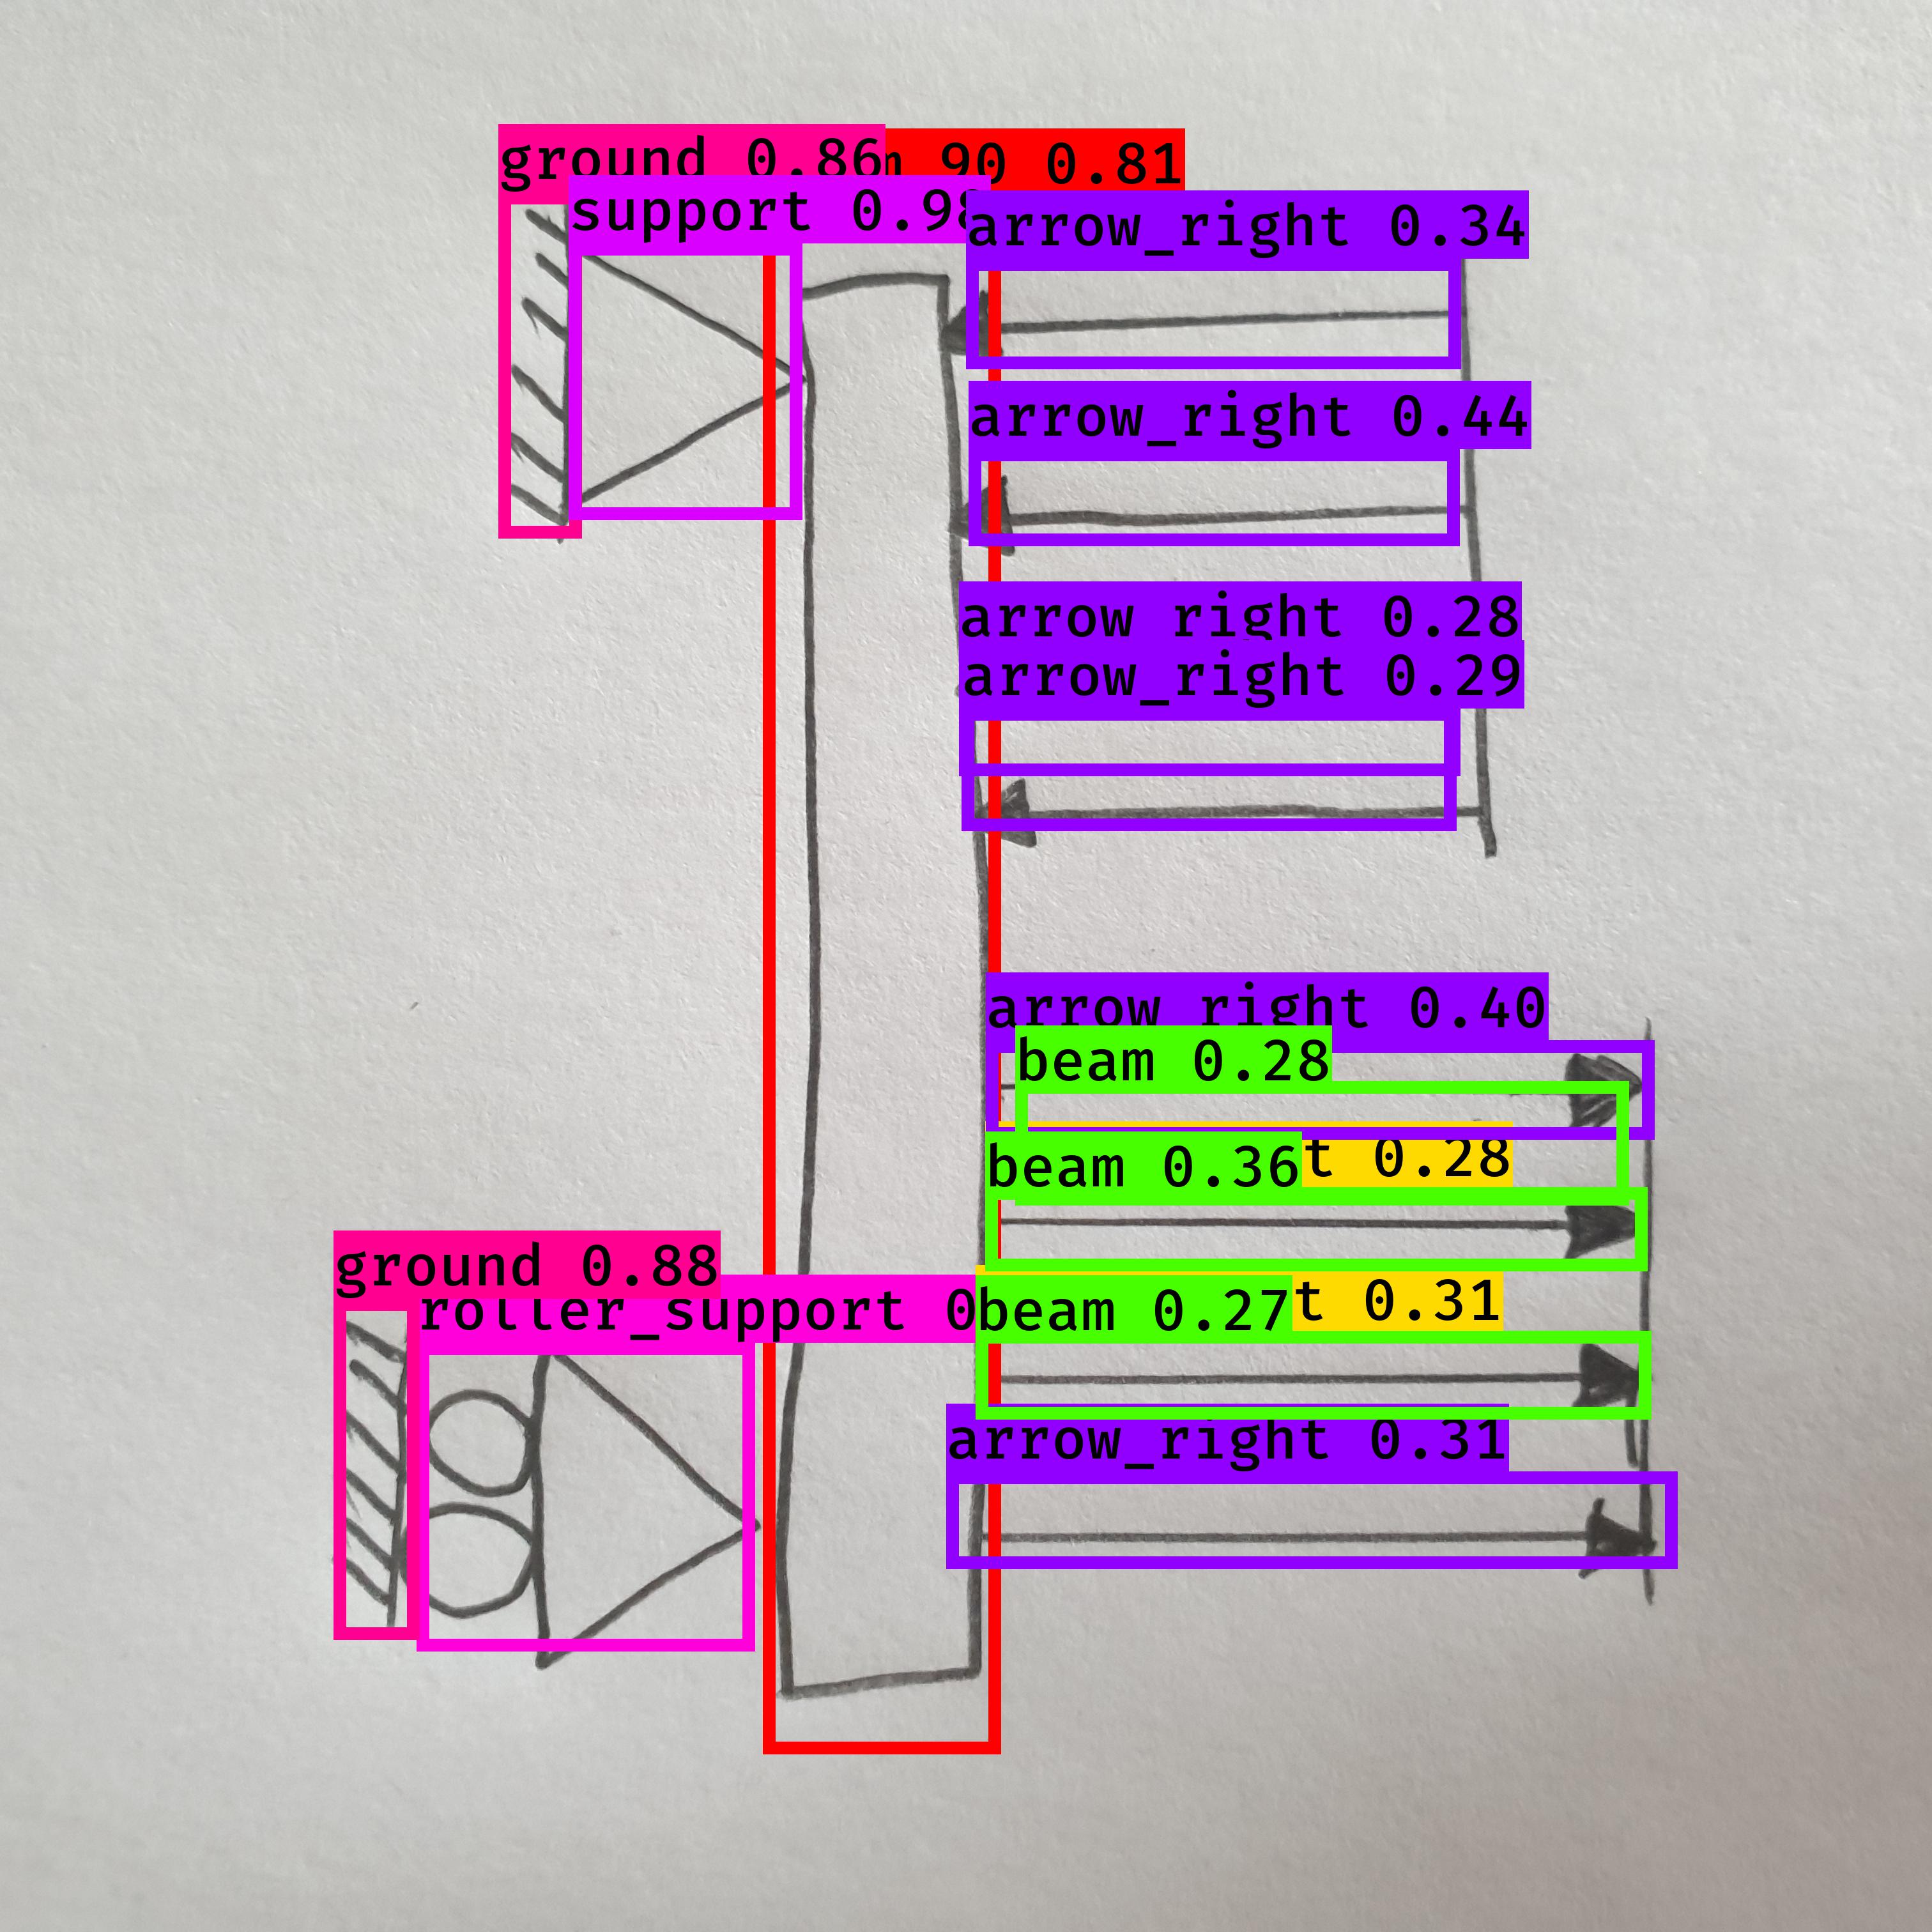 ground 0.86
90 0.81
support 0.98
arrow_right 0.34
arrow_right 0.44
arrow_right 0.28
arrow_right 0.29
arrow_right 0.40
beam 0.28
beam 0.36
t 0.28
ground 0.88
roller_support 0
beam 0.27
t 0.31
arrow_right 0.31